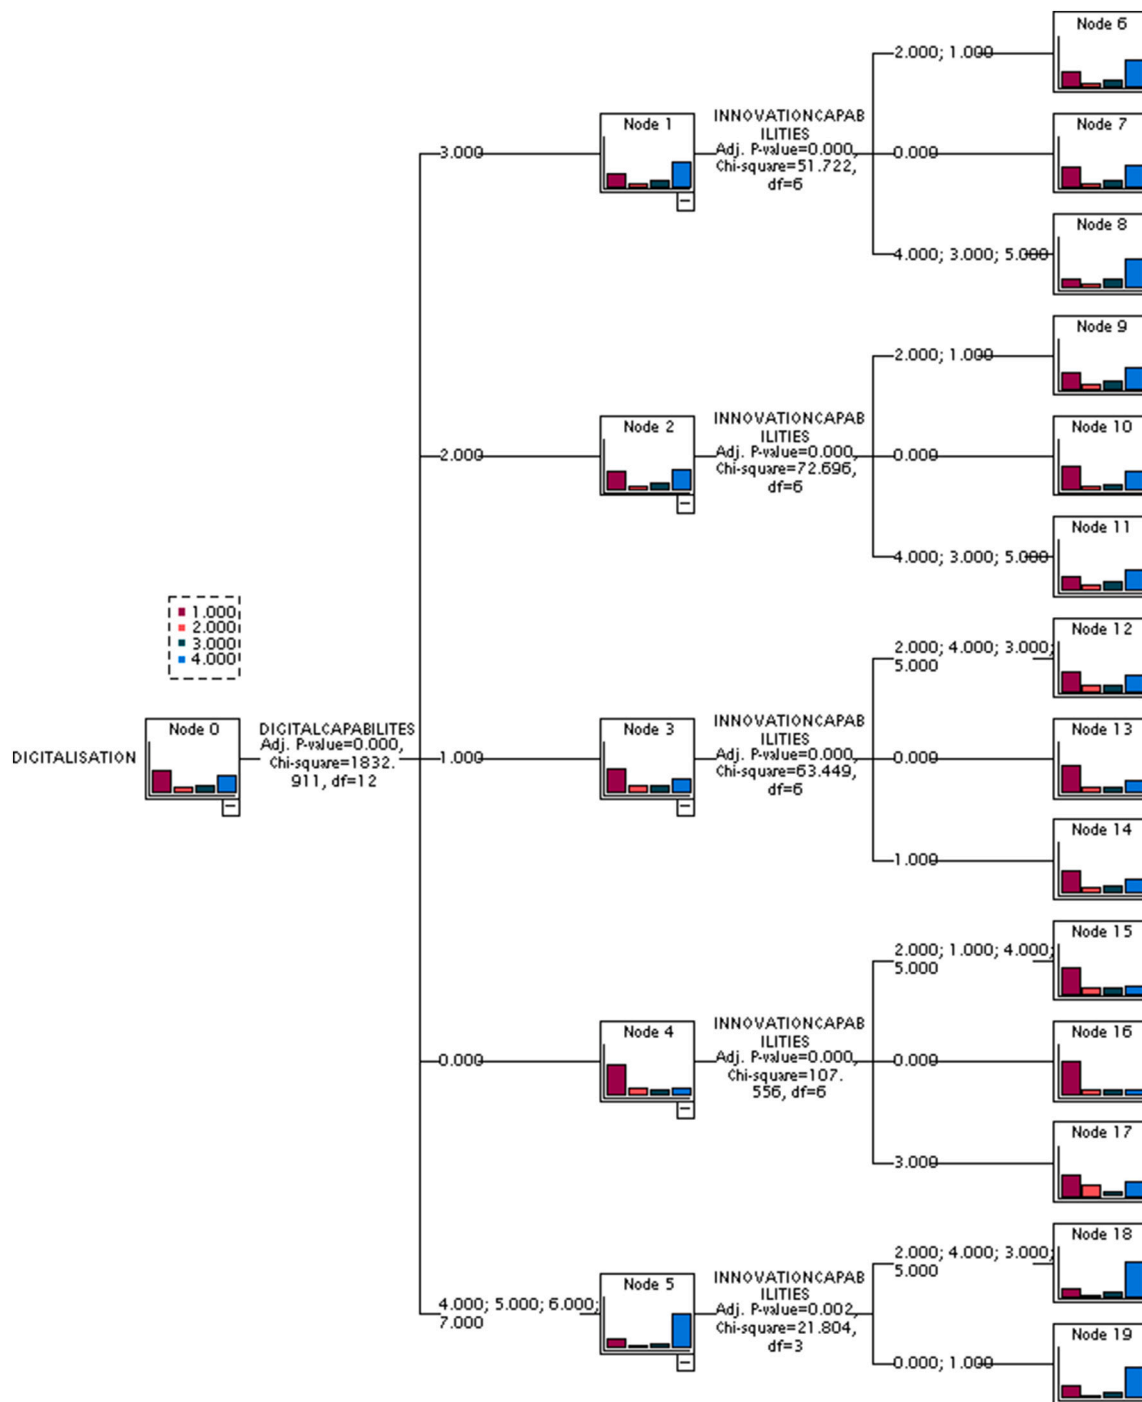 Node 6
2.000; 1.000
Node 1
INNOVATIONCAPAB
ILITIES
Adj. P-value=0.000,
Chi-square=51.722,
df=6
3.000
Node 7
0.000
Node 8
4.000; 3.000; 5.000
Node 9
2.000; 1.000
Node 2
INNOVATIONCAPAB
ILITIES
Adj. P-value=0.000,
Chi-square=72.696,
df=6
2.000
Node 10
0.000
Node 11
4.000; 3.000; 5.000
1.000
2.000
3.000
4.000
Node 12
2.000; 4.000; 3.000;
5.000
DIGITALISATION
Node 0
DIGITALCAPABILITES
Adj. P-value=0.000,
Chi-square=1832.
911, df=12
1.000
Node 3
INNOVATIONCAPAB
ILITIES
Adj. P-value=0.000,
Chi-square=63.449,
df=6
Node 13
0.000
Node 14
1.000
Node 15
2.000; 1.000; 4.000;
5.000
0.000
Node 4
INNOVATIONCAPAB
ILITIES
Adj. P-value=0.000,
Chi-square=107.
556, df=6
Node 16
0.000
Node 17
3.000
Node 18
2.000; 4.000; 3.000;
5.000
4.000; 5.000; 6.000;
7.000
Node 5
INNOVATIONCAPAB
ILITIES
Adj. P-value=0.002,
Chi-square=21.804,
df=3
Node 19
0.000; 1.000